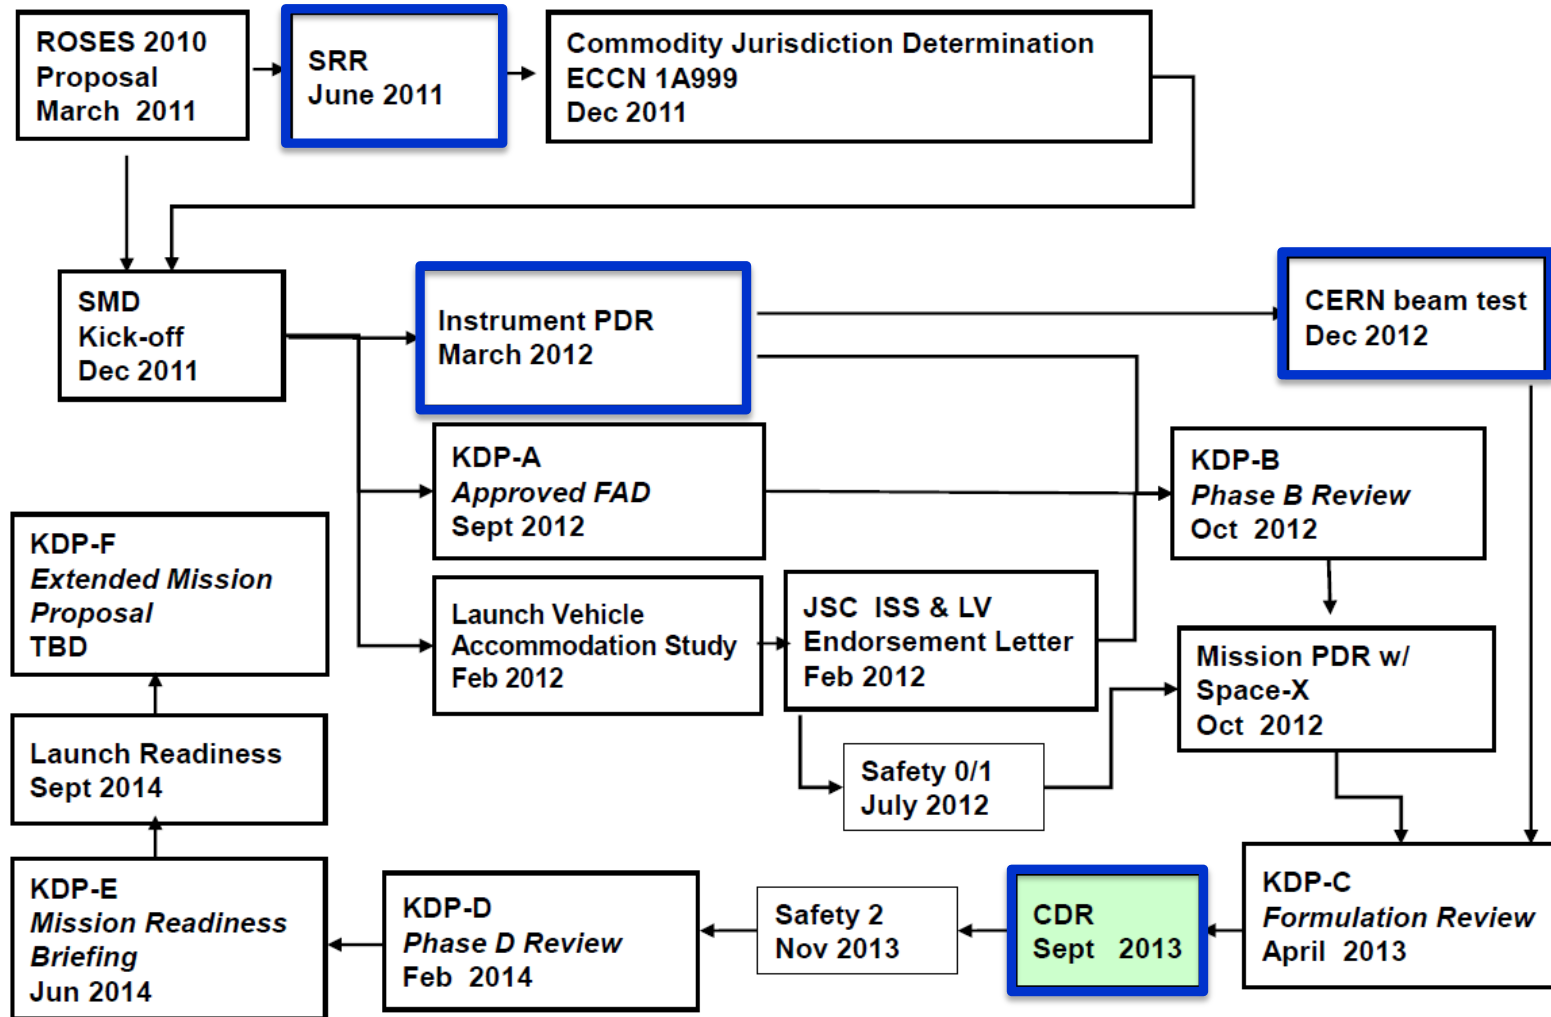 ROSES 2010
Proposal
March 2011
SRR
June 2011
Commodity Jurisdiction Determination
ECCN 1A999
Dec 2011
SMD
Kick-off
Dec 2011
Instrument PDR
March 2012
CERN beam test
Dec 2012
KDP-A
Approved FAD
Sept 2012
KDP-B
Phase B Review
Oct 2012
KDP-F
Extended Mission
Proposal
TBD
Launch Vehicle
Accommodation Study
Feb 2012
JSC ISS & LV
Endorsement Letter
Feb 2012
Mission PDR w/
Space-X
Oct 2012
Launch Readiness
Sept 2014
Safety 0/1
July 2012
KDP-E
Mission Readiness
Briefing
Jun 2014
KDP-D
Phase D Review
Feb 2014
Safety 2
Nov 2013
CDR
Sept 2013
KDP-C
Formulation Review
April 2013